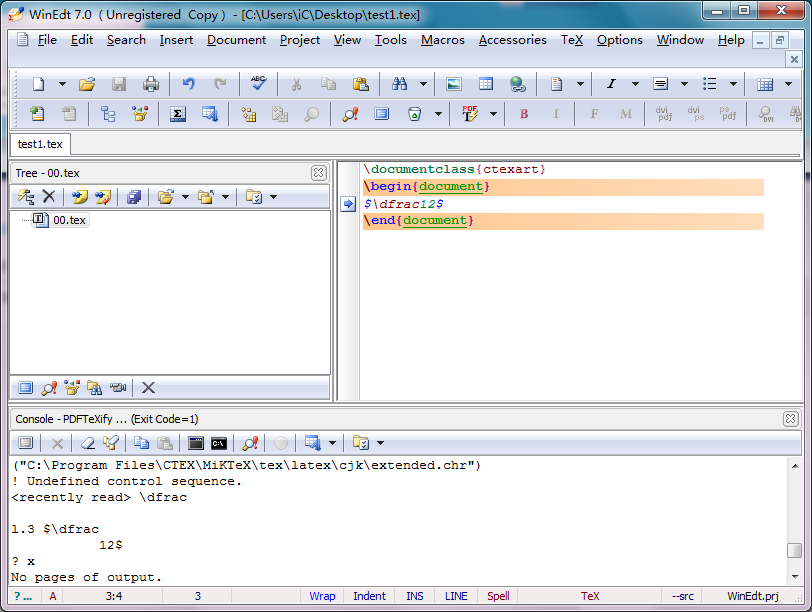 WinEdt 7.0 ( Unregistered Copy ) - [C:\Users\iC\Desktop\test1.tex]
File Edit Search Insert Document Project View Tools Macros Accessories TeX Options Window Help
ABC
I
PDF B I F M dvi pdf dvi ps ps pdf DVI
test1.tex
Tree - 00.tex
00.tex
\documentclass{ctexart}
\begin{document}
$\dfrac12$
\end{document}
Console - PDFTeXify ... (Exit Code=1)
C:\
("C:\Program Files\CTEX\MiKTeX\tex\latex\cjk\extended.chr")
! Undefined control sequence.
<recently read> \dfrac
l.3 $\dfrac
12$
? x
No pages of output.
? ... A 3:4 3 Wrap Indent INS LINE Spell TeX --src WinEdt.prj